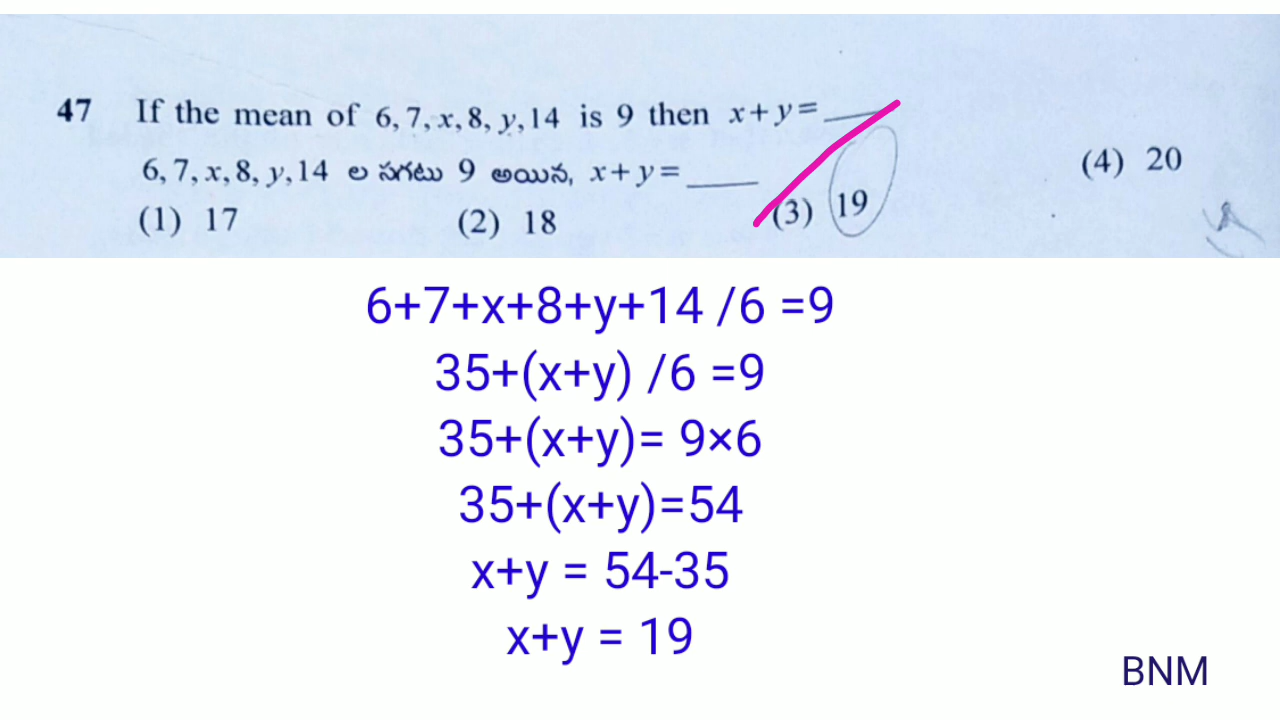 47 If the mean of 6, 7, x, 8, y, 14 is 9 then x+y= ____
6, 7, x, 8, y, 14 ల సగటు 9 అయిన, x+y= ____
(1) 17 (2) 18 (3) 19 (4) 20
6+7+x+8+y+14 /6 =9
35+(x+y) /6 =9
35+(x+y)= 9×6
35+(x+y)=54
x+y = 54-35
x+y = 19
BNM